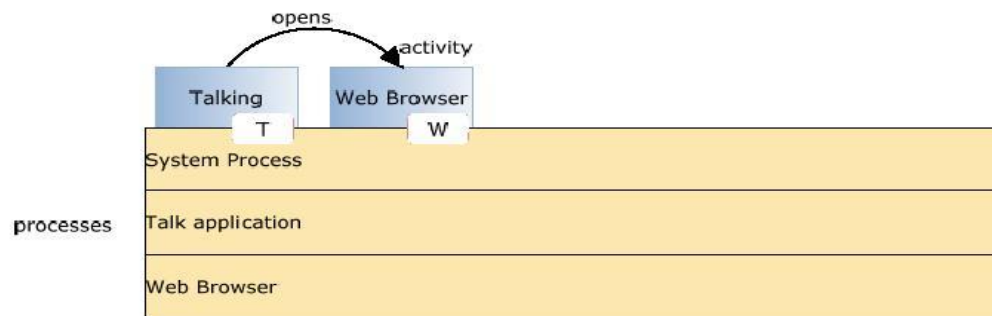 opens
activity
Talking
Web Browser
T
W
System Process
processes
Talk application
Web Browser